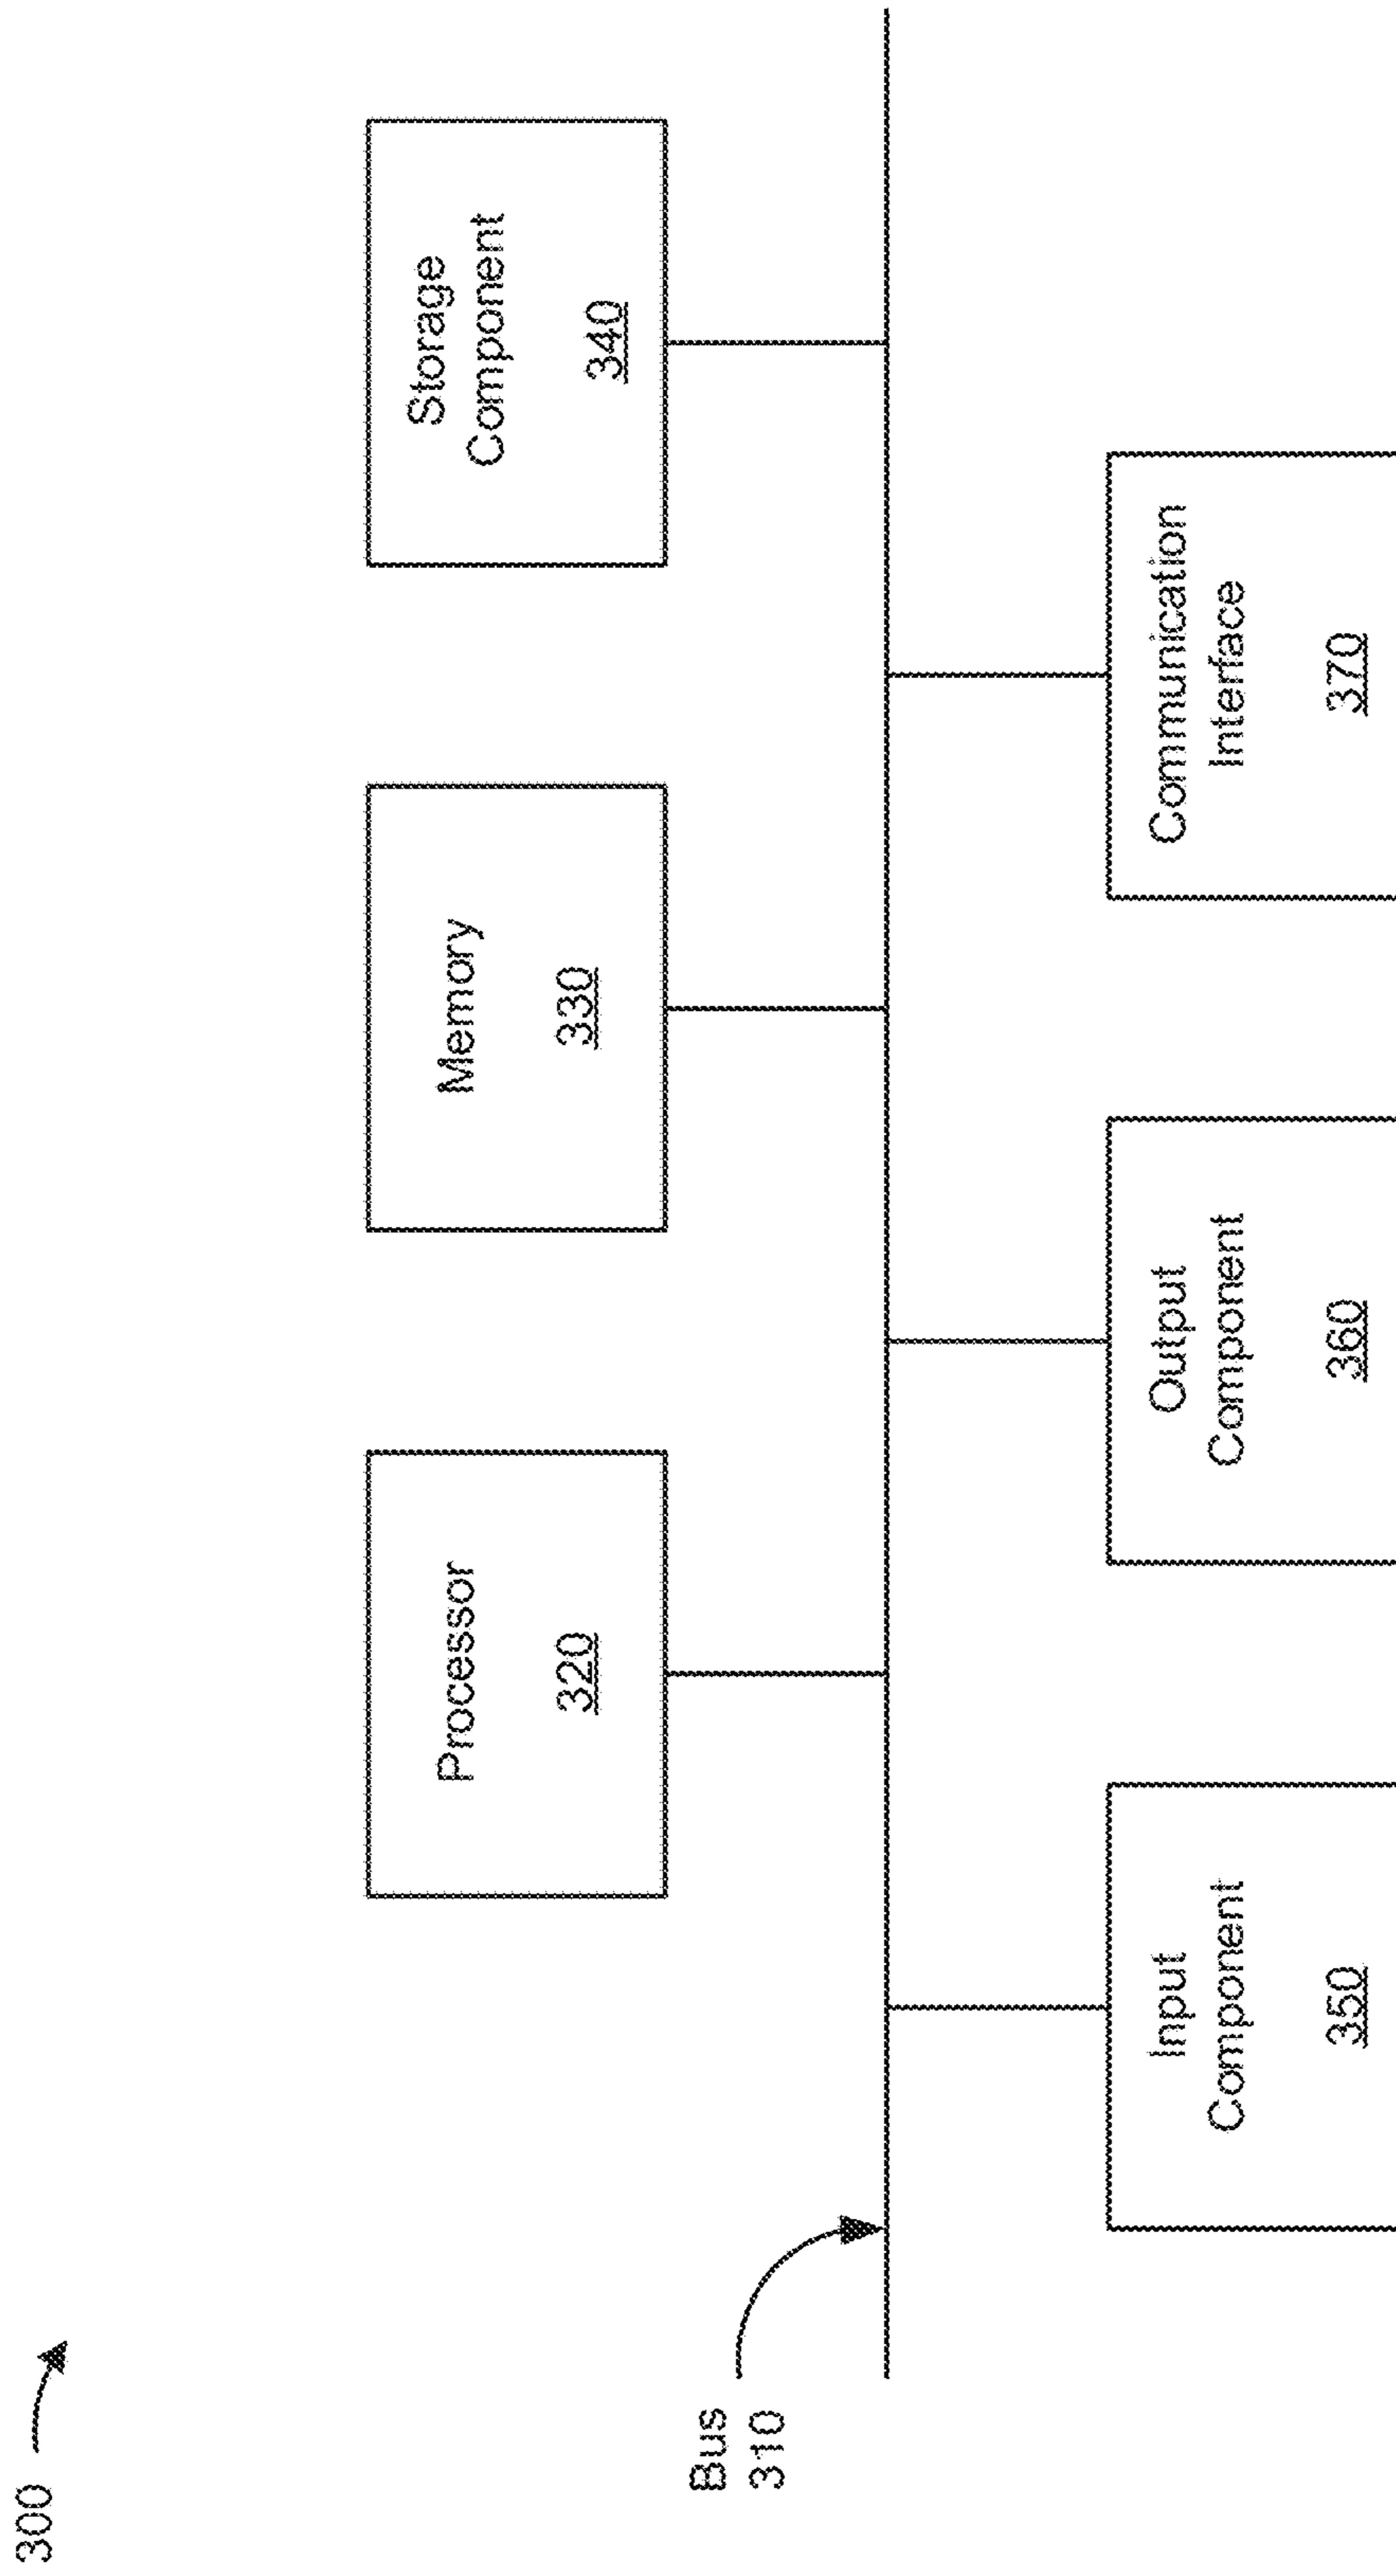 300
Bus
310
Processor
320
Memory
330
Storage
Component
340
Input
Component
350
Output
Component
360
Communication
Interface
370